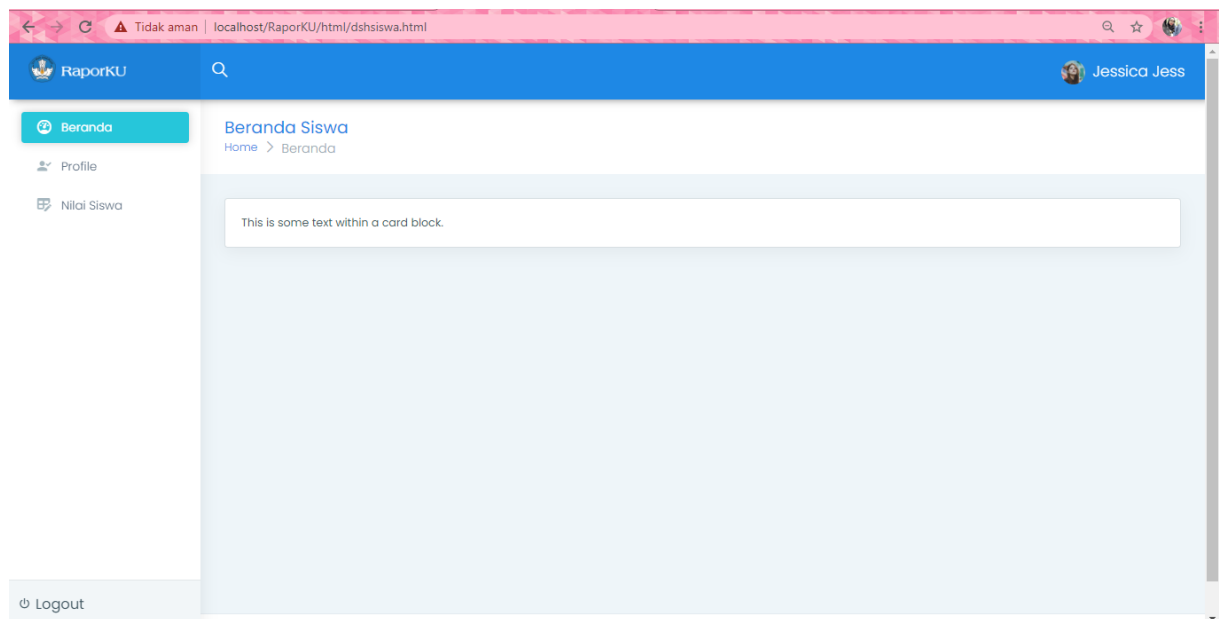 Tidak aman | localhost/RaporKU/html/dshsiswa.html
RaporKU
Jessica Jess
Beranda
Profile
Nilai Siswa
Beranda Siswa
Home > Beranda
This is some text within a card block.
Logout